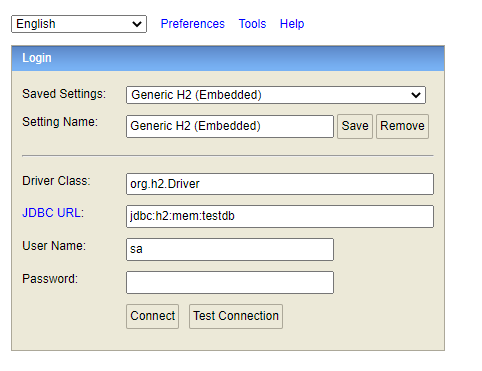 English Preferences Tools Help
Login
Saved Settings: Generic H2 (Embedded)
Setting Name: Generic H2 (Embedded) Save Remove
Driver Class: org.h2.Driver
JDBC URL: jdbc:h2:mem:testdb
User Name: sa
Password:
Connect Test Connection